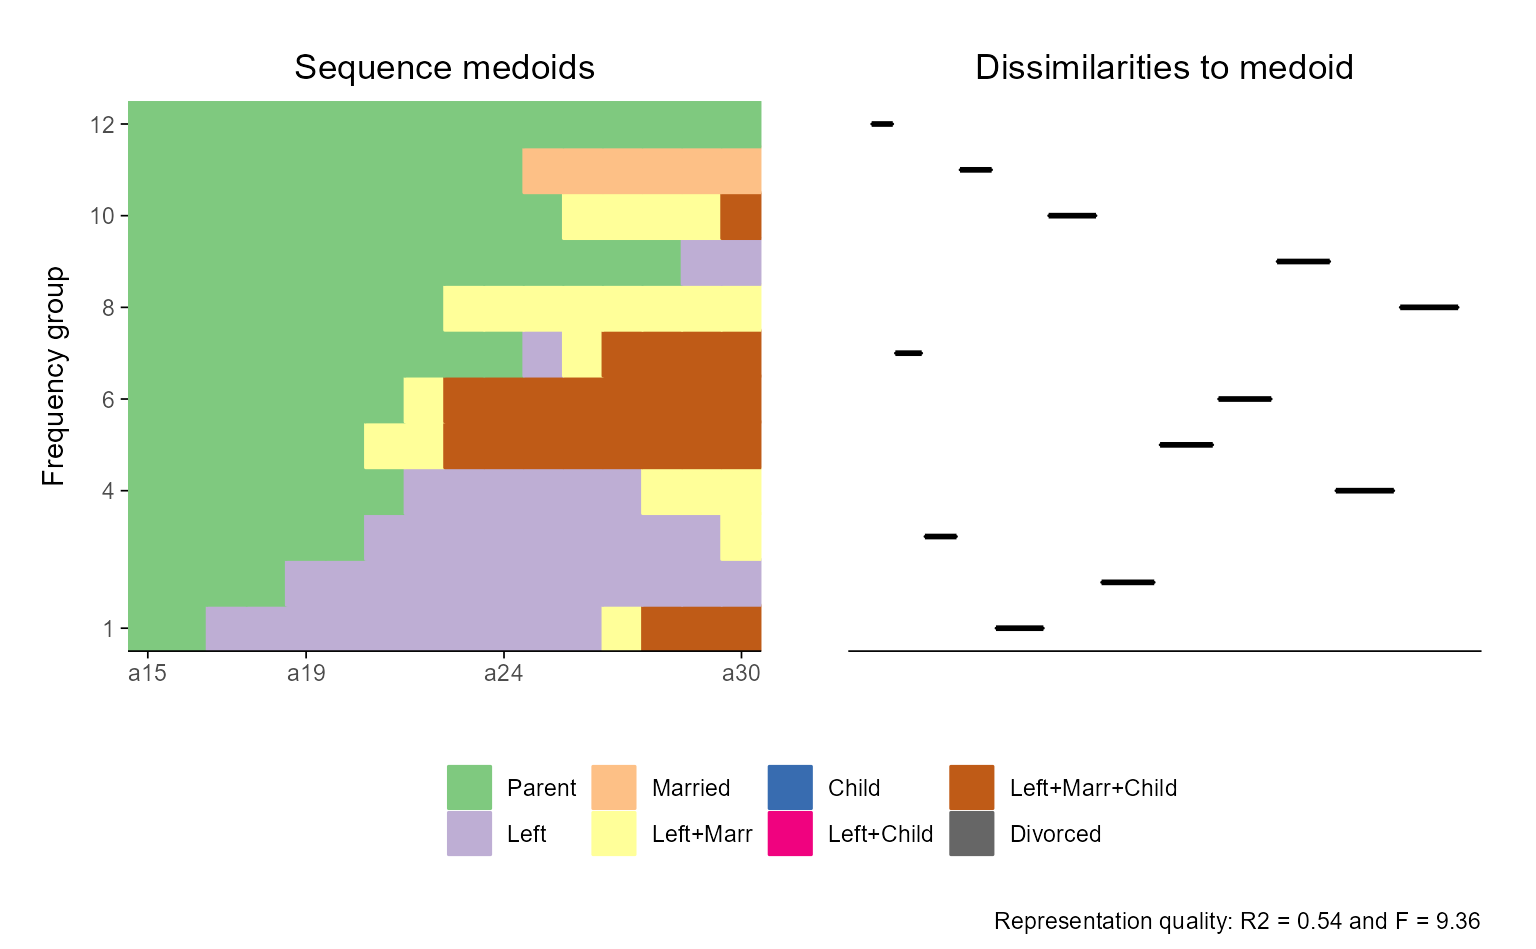 Sequence medoids
Dissimilarities to medoid
Frequency group
12
10
8
6
4
1
a15 a19 a24 a30
Parent Married Child Left+Marr+Child
Left Left+Marr Left+Child Divorced
Representation quality: R2 = 0.54 and F = 9.36